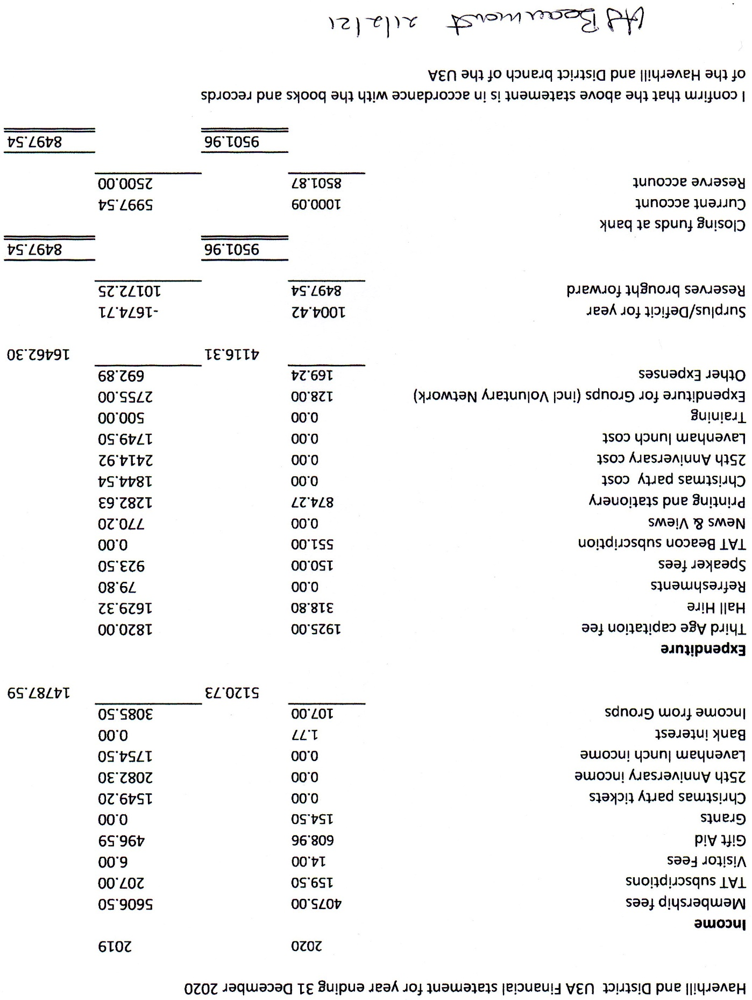 Haverhill and District U3A Financial statement for year ending 31 December 2020
2020 2019
Income
Membership fees 4075.00 5606.50
TAT subscriptions 159.50 207.00
Visitor Fees 14.00 6.00
Gift Aid 608.96 496.59
Grants 154.50 0.00
Christmas party tickets 0.00 1549.20
25th Anniversary income 0.00 2082.30
Lavenham lunch income 0.00 1754.50
Bank interest 1.77 0.00
Income from Groups 107.00 3085.50
5120.73 14787.59
Expenditure
Third Age capitation fee 1925.00 1820.00
Hall Hire 318.80 1629.32
Refreshments 0.00 79.80
Speaker fees 150.00 923.50
TAT Beacon subscription 551.00 0.00
News & Views 0.00 770.20
Printing and stationery 874.27 1282.63
Christmas party cost 0.00 1844.54
25th Anniversary cost 0.00 2414.92
Lavenham lunch cost 0.00 1749.50
Training 0.00 500.00
Expenditure for Groups (incl Voluntary Network) 128.00 2755.00
Other Expenses 169.24 692.89
4116.31 16462.30
Surplus/Deficit for year 1004.42 -1674.71
Reserves brought forward 8497.54 10172.25
9501.96 8497.54
Closing funds at bank
Current account 1000.09 5997.54
Reserve account 8501.87 2500.00
9501.96 8497.54
I confirm that the above statement is in accordance with the books and records
of the Haverhill and District branch of the U3A
Beaumont 21/2/21